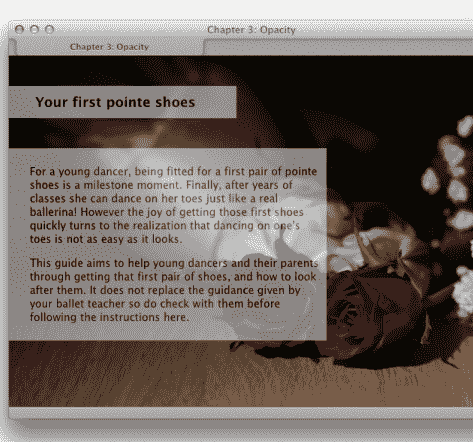 Chapter 3: Opacity
Chapter 3: Opacity
Your first pointe shoes
For a young dancer, being fitted for a first pair of pointe
shoes is a milestone moment. Finally, after years of
classes she can dance on her toes just like a real
ballerina! However the joy of getting those first shoes
quickly turns to the realization that dancing on one's
toes is not as easy as it looks.
This guide aims to help young dancers and their parents
through getting that first pair of shoes, and how to look
after them. It does not replace the guidance given by
your ballet teacher so do check with them before
following the instructions here.